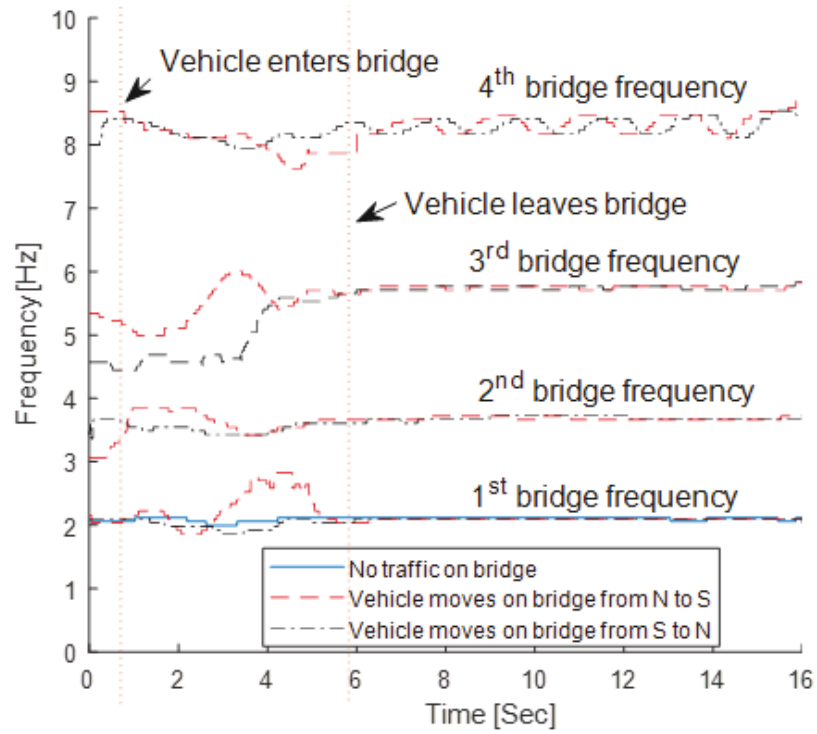 10
9
8
7
6
5
4
3
2
1
0
Frequency[Hz]
Vehicle enters bridge
4th bridge frequency
Vehicle leaves bridge
3rd bridge frequency
2nd bridge frequency
1st bridge frequency
No traffic on bridge
Vehicle moves on bridge from N to S
Vehicle moves on bridge from S to N
0 2 4 6 8 10 12 14 16
Time [Sec]